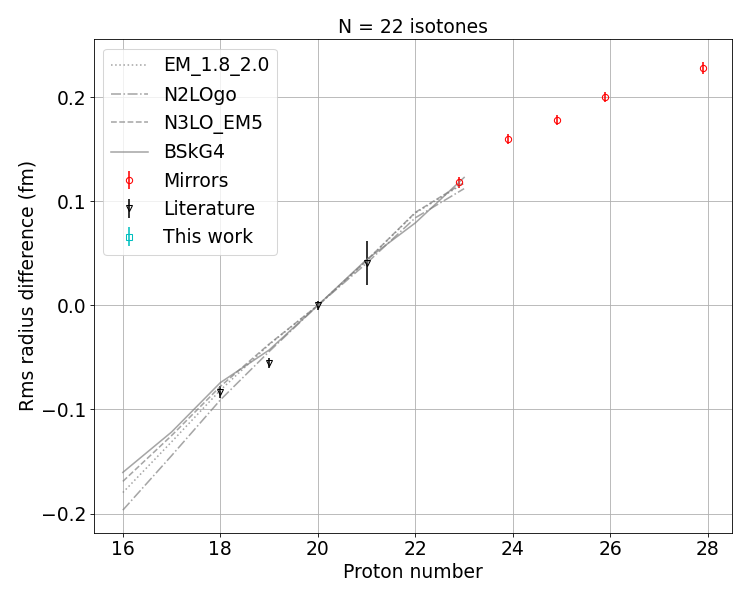 N = 22 isotones
EM_1.8_2.0
N2LOgo
N3LO_EM5
BSkG4
Mirrors
Literature
This work
Rms radius difference (fm)
0.2
0.1
0.0
−0.1
−0.2
16 18 20 22 24 26 28
Proton number